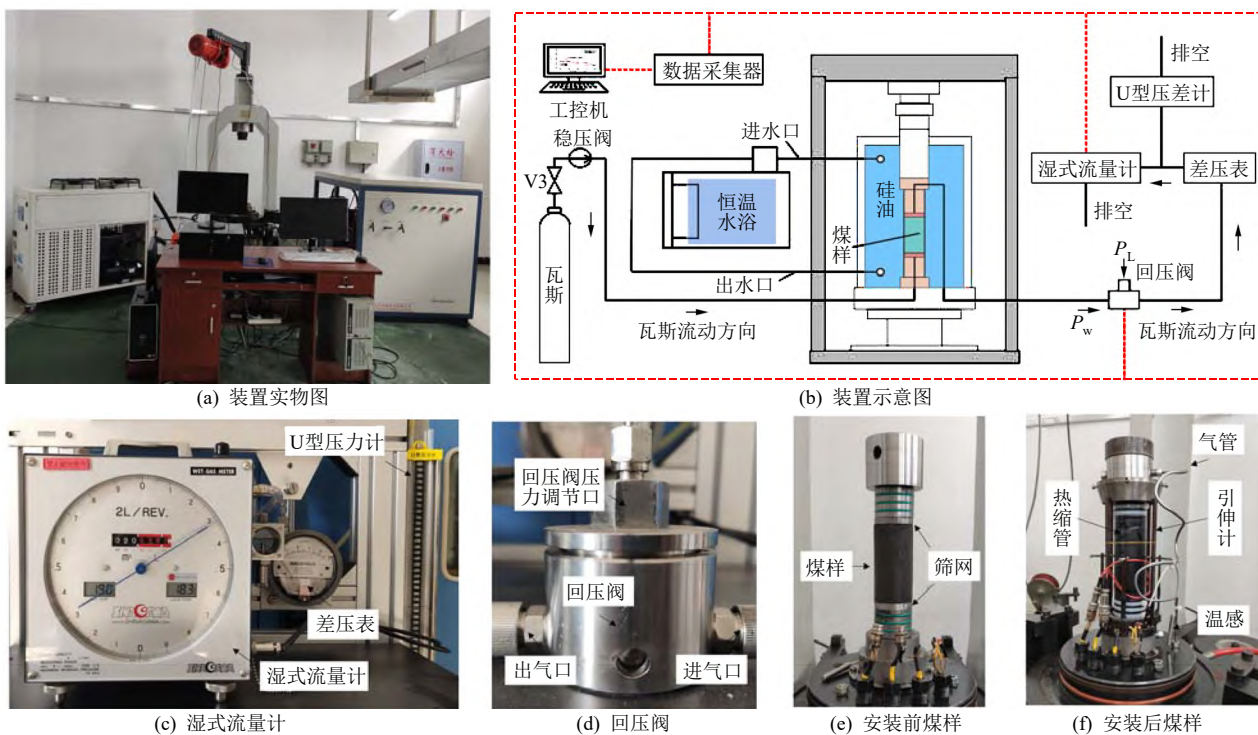 (a) 装置实物图
工控机
数据采集器
稳压阀
V3
瓦斯
恒温
水浴
进水口
出水口
硅油
煤样
瓦斯流动方向
排空
U型压差计
湿式流量计
差压表
排空
P_L
回压阀
P_w
瓦斯流动方向
(b) 装置示意图
U型压力计
WET GAS METER
2L/REV.
差压表
湿式流量计
(c) 湿式流量计
回压阀压
力调节口
回压阀
出气口
进气口
(d) 回压阀
煤样
筛网
(e) 安装前煤样
气管
热缩管
引伸计
温感
(f) 安装后煤样